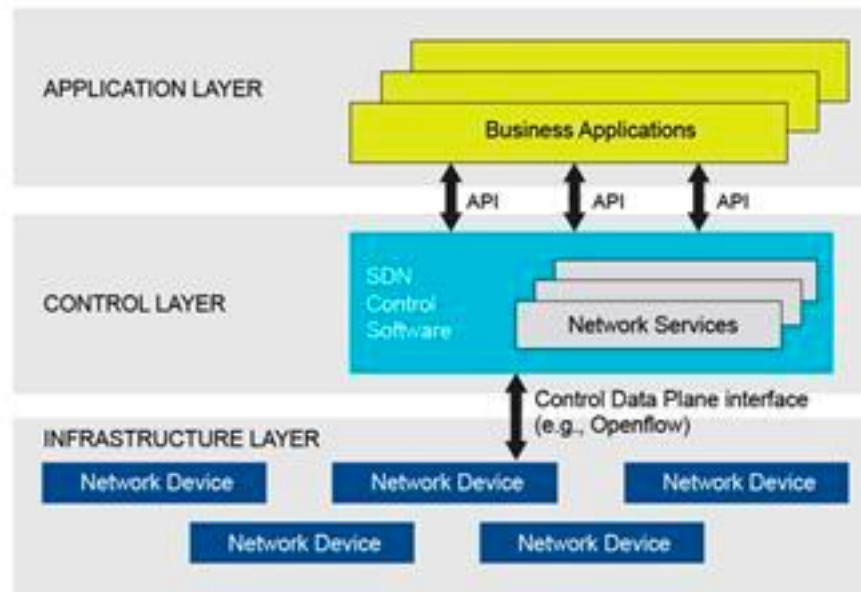 APPLICATION LAYER
Business Applications
API
API
API
CONTROL LAYER
SDN
Control
Software
Network Services
Control Data Plane interface
(e.g., Openflow)
INFRASTRUCTURE LAYER
Network Device
Network Device
Network Device
Network Device
Network Device